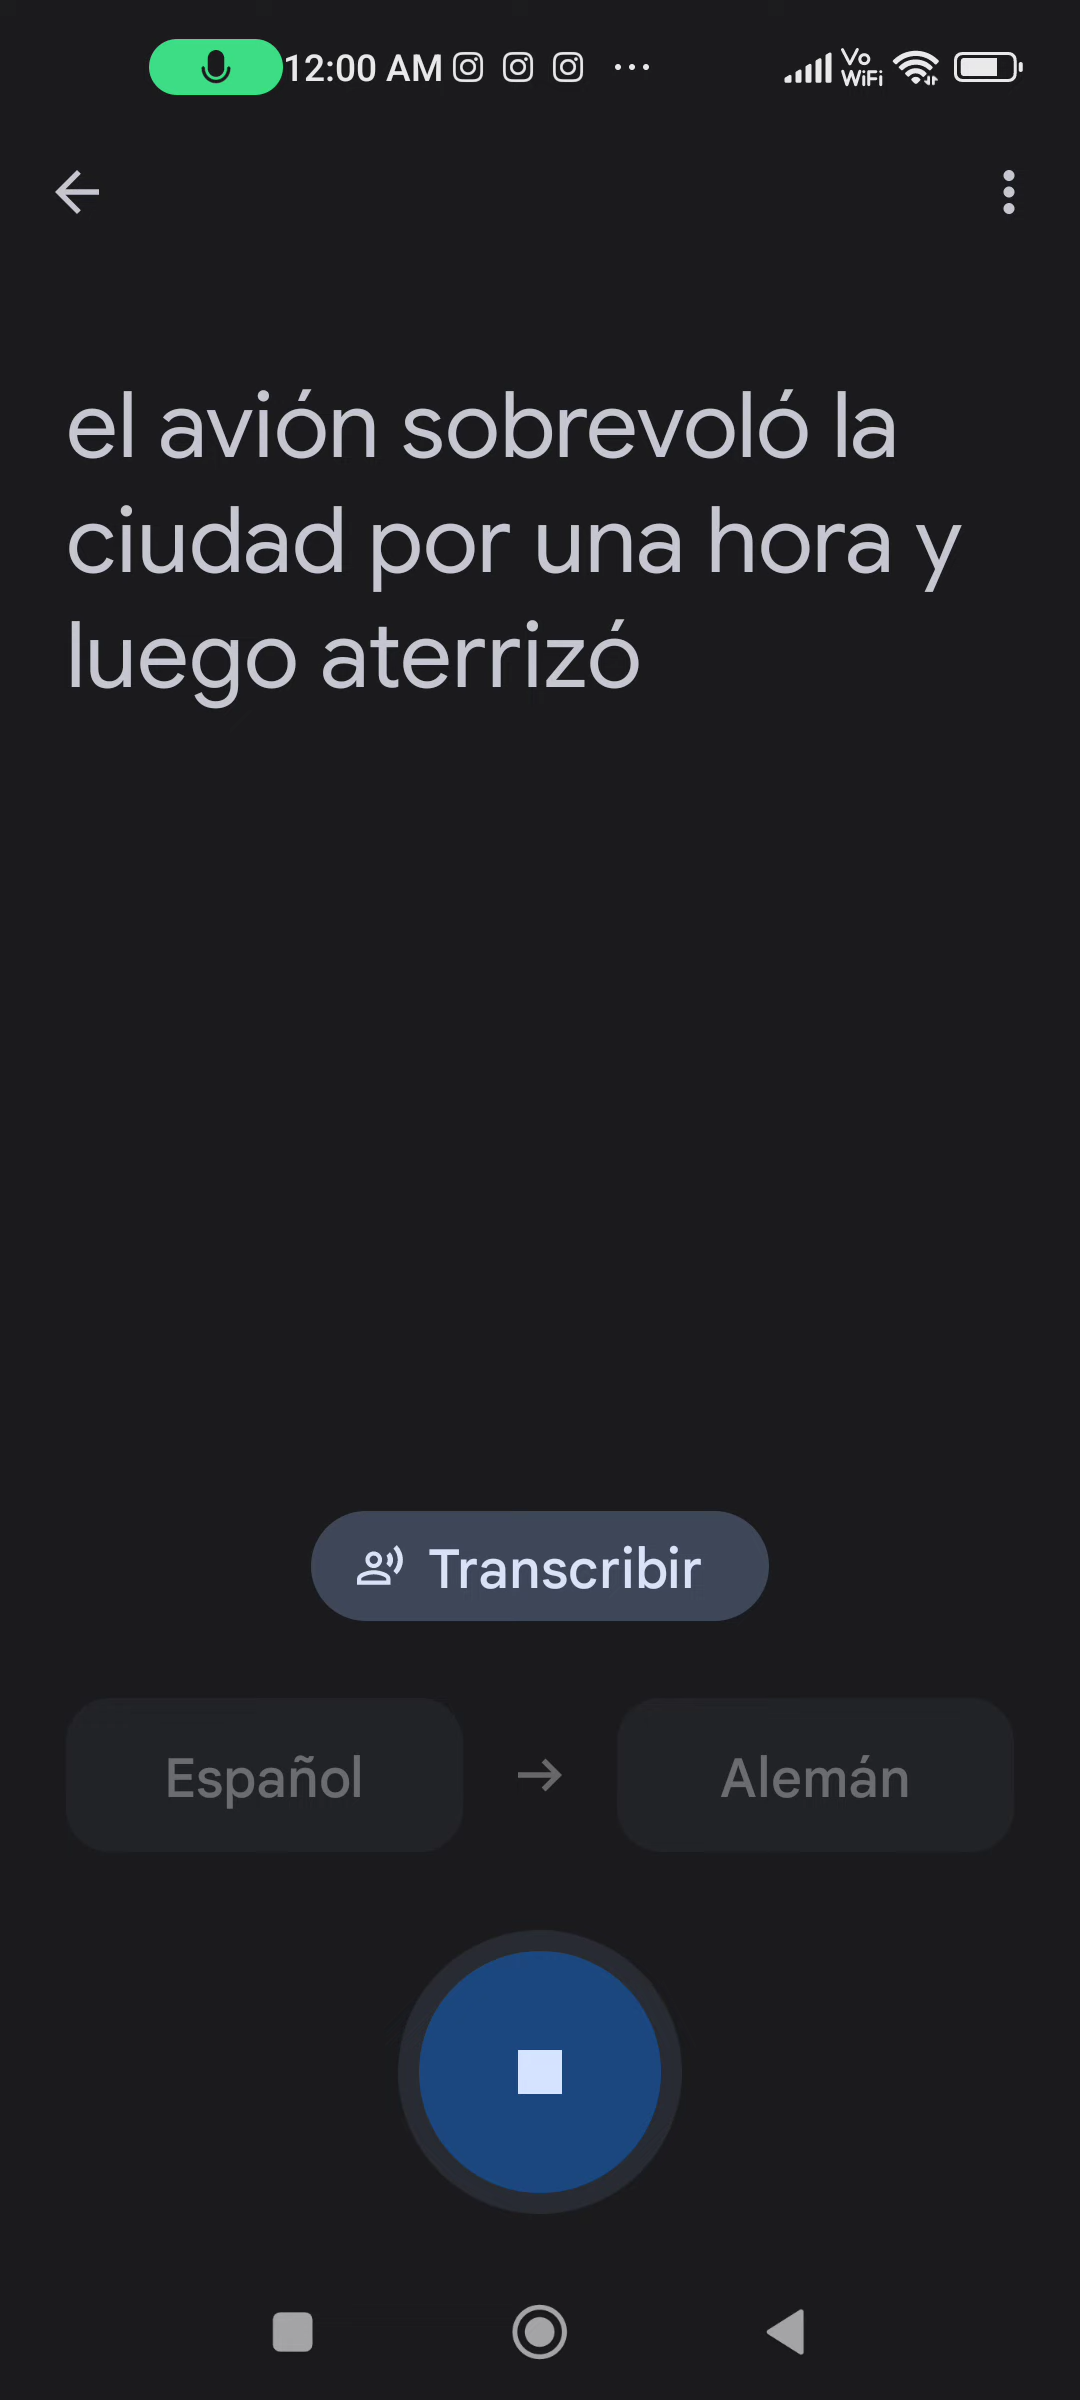 12:00 AM
Vo
WiFi
el avión sobrevoló la
ciudad por una hora y
luego aterrizó
Transcribir
Español
Alemán